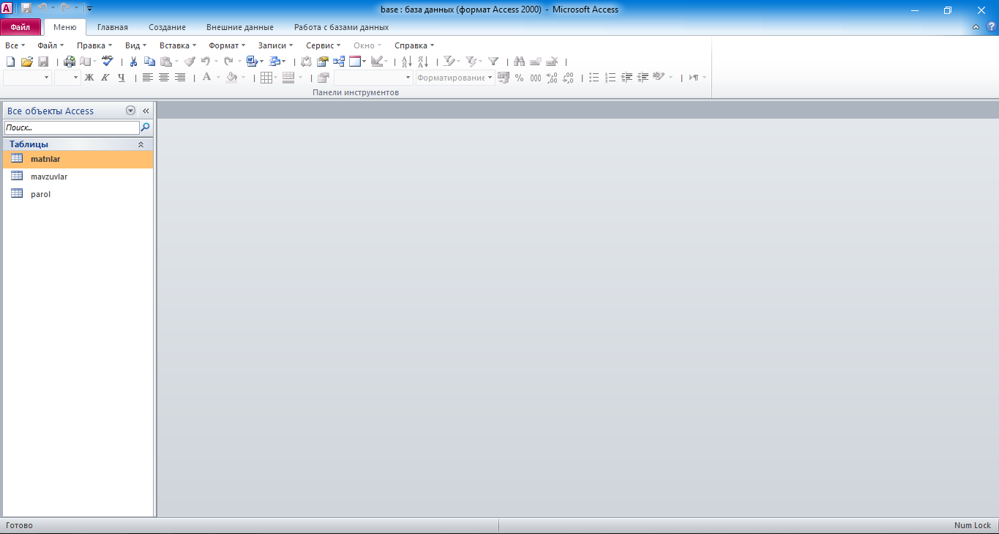 base : база данных (формат Access 2000) - Microsoft Access
Файл Меню Главная Создание Внешние данные Работа с базами данных
Все Файл Правка Вид Вставка Формат Записи Сервис Окно Справка
Ж К Ч А Форматирование % 000
Панели инструментов
Все объекты Access
Поиск...
Таблицы
matnlar
mavzuvlar
parol
Готово Num Lock